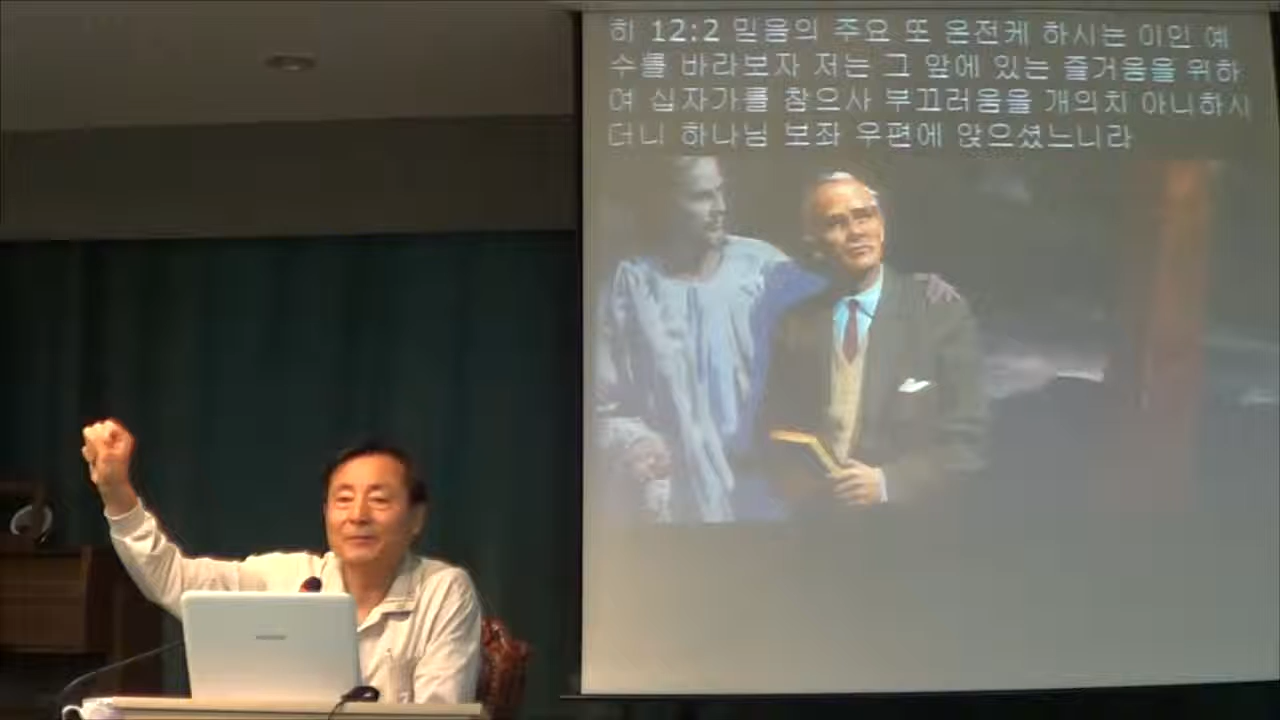 히 12:2 믿음의 주요 또 온전케 하시는 이인 예
수를 바라보자 저는 그 앞에 있는 즐거움을 위하
여 십자가를 참으사 부끄러움을 개의치 아니하시
더니 하나님 보좌 우편에 앉으셨느니라